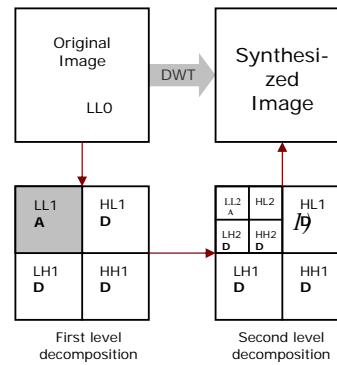 Original
Image
LL0
DWT
Synthesi-
zed
Image
LL1
A
HL1
D
LH1
D
HH1
D
First level
decomposition
LL2
A
HL2
LH2
D
HH2
D
HL1
D
LH1
D
HH1
D
Second level
decomposition